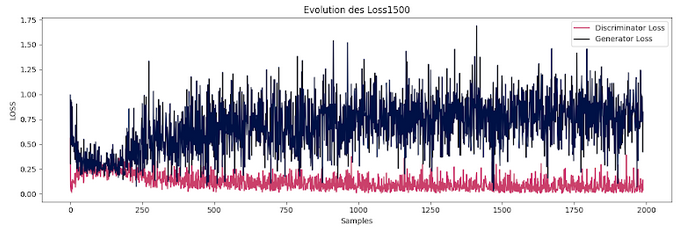 Evolution des Loss1500
1.75
1.50
1.25
1.00
0.75
0.50
0.25
0.00
LOSS
Discriminator Loss
Generator Loss
0 250 500 750 1000 1250 1500 1750 2000
Samples